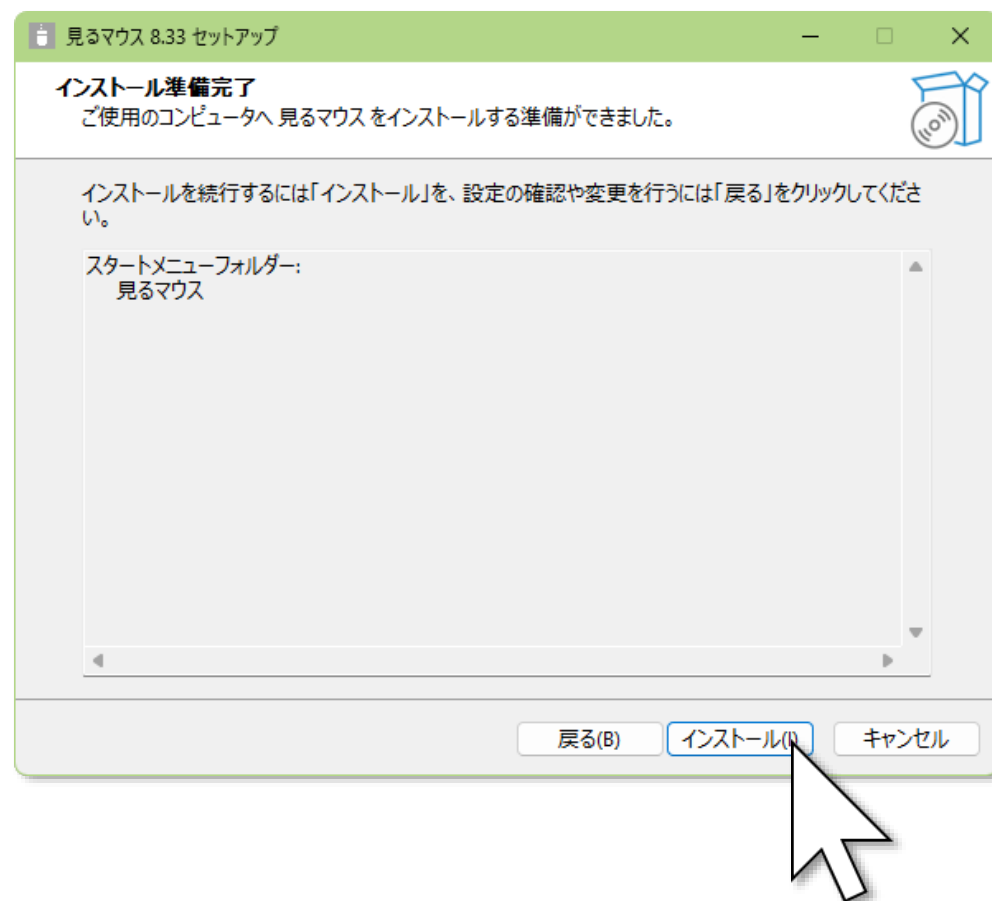 見るマウス 8.33 セットアップ
インストール準備完了
ご使用のコンピュータへ 見るマウス をインストールする準備ができました。
インストールを続行するには「インストール」を、設定の確認や変更を行うには「戻る」をクリックしてくださ
い。
スタートメニューフォルダー:
見るマウス
戻る(B) インストール(I) キャンセル